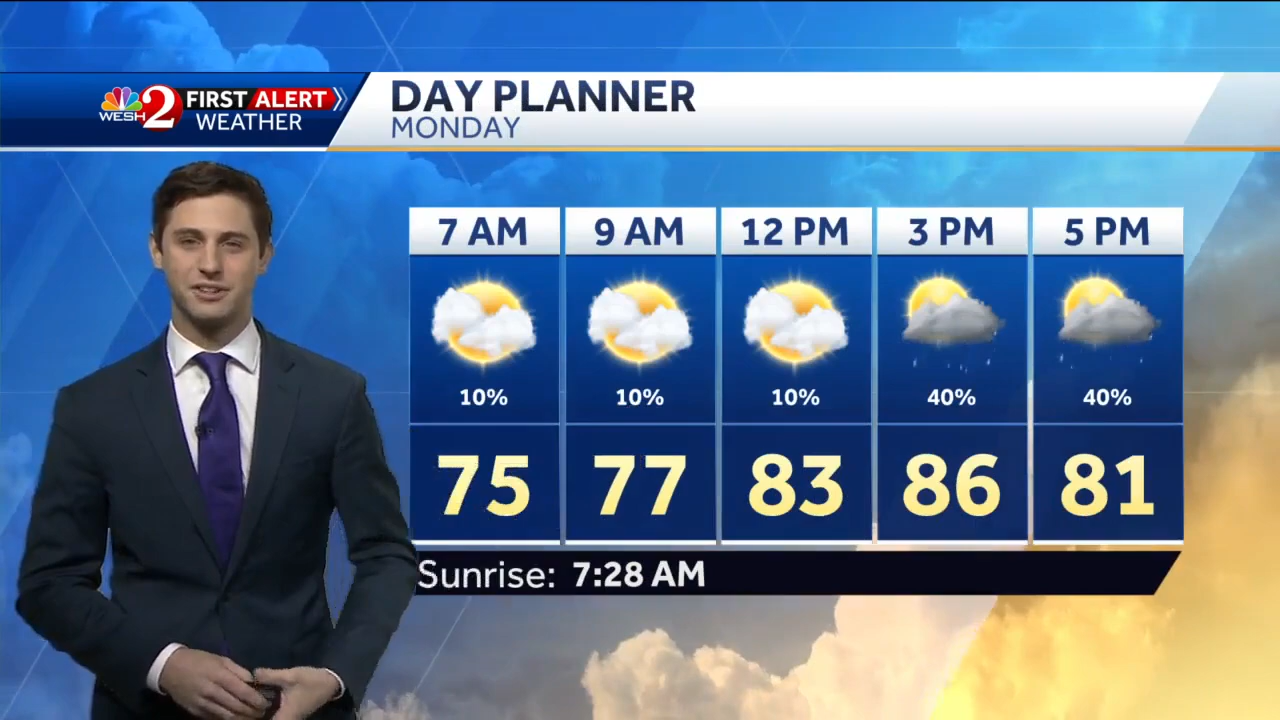 WESH 2 FIRST ALERT
WEATHER
DAY PLANNER
MONDAY
7 AM 9 AM 12 PM 3 PM 5 PM
10% 10% 10% 40% 40%
75 77 83 86 81
Sunrise: 7:28 AM